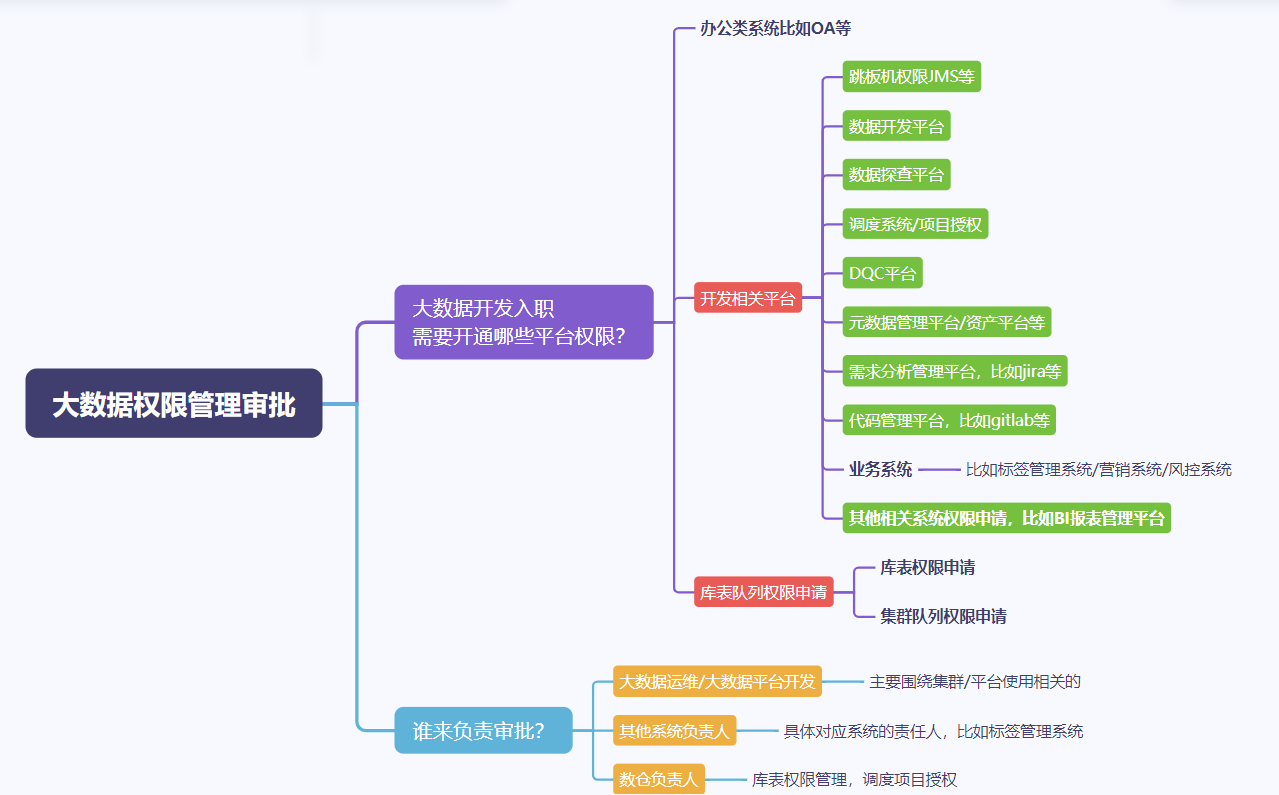 大数据权限管理审批
大数据开发入职
需要开通哪些平台权限?
办公类系统比如OA等
开发相关平台
跳板机权限JMS等
数据开发平台
数据探查平台
调度系统/项目授权
DQC平台
元数据管理平台/资产平台等
需求分析管理平台，比如jira等
代码管理平台，比如gitlab等
业务系统
比如标签管理系统/营销系统/风控系统
其他相关系统权限申请，比如BI报表管理平台
库表队列权限申请
库表权限申请
集群队列权限申请
谁来负责审批?
大数据运维/大数据平台开发
主要围绕集群/平台使用相关的
其他系统负责人
具体对应系统的责任人，比如标签管理系统
数仓负责人
库表权限管理，调度项目授权